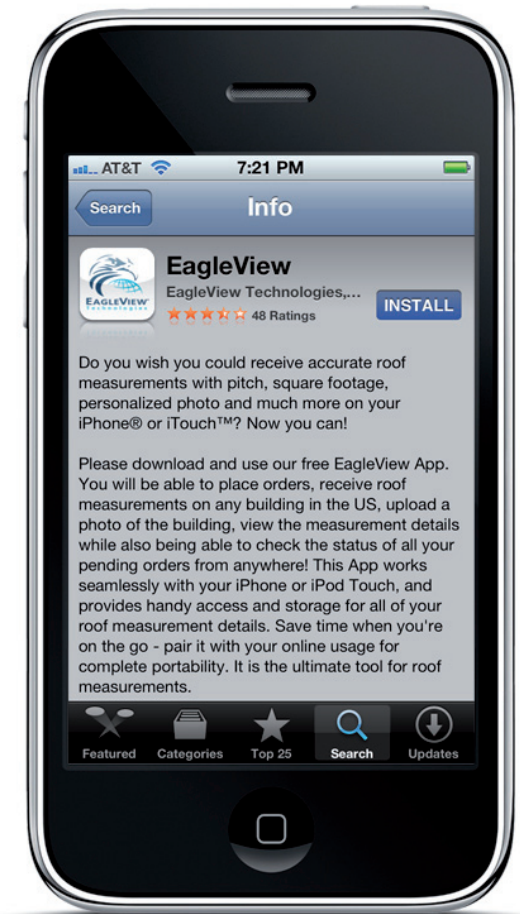 AT&T 7:21 PM
Search Info
EagleView
EagleView Technologies,...
INSTALL
48 Ratings
EAGLEVIEW™
Technologies
Do you wish you could receive accurate roof
measurements with pitch, square footage,
personalized photo and much more on your
iPhone® or iTouch™? Now you can!
Please download and use our free EagleView App.
You will be able to place orders, receive roof
measurements on any building in the US, upload a
photo of the building, view the measurement details
while also being able to check the status of all your
pending orders from anywhere! This App works
seamlessly with your iPhone or iPod Touch, and
provides handy access and storage for all of your
roof measurement details. Save time when you're
on the go - pair it with your online usage for
complete portability. It is the ultimate tool for roof
measurements.
Featured Categories Top 25 Search Updates